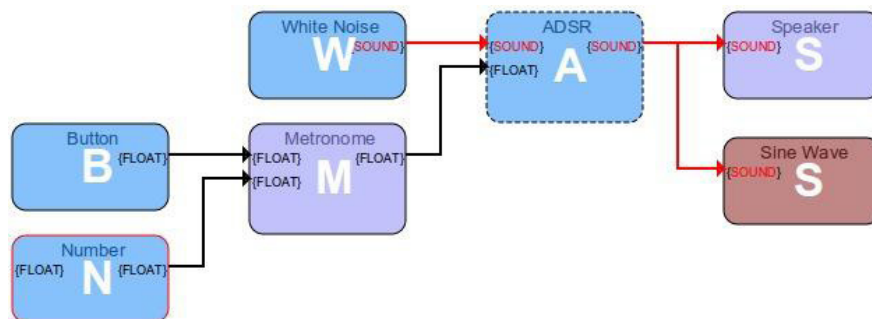 White Noise
W {SOUND}
ADSR
{SOUND} A {SOUND}
{FLOAT}
Speaker
{SOUND} S
Button
B {FLOAT}
Metronome
{FLOAT} M {FLOAT}
{FLOAT}
Sine Wave
{SOUND} S
Number
{FLOAT} N {FLOAT}